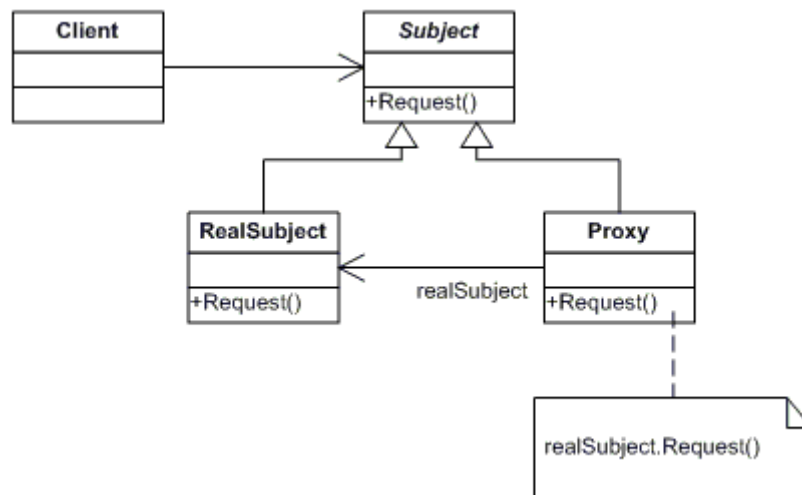 Client
Subject
+Request()
RealSubject
+Request()
Proxy
+Request()
realSubject
realSubject.Request()